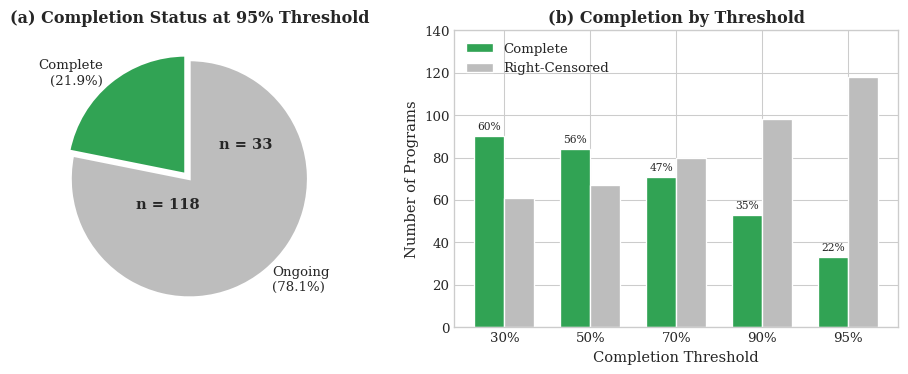 (a) Completion Status at 95% Threshold
Complete
(21.9%)
n = 33
n = 118
Ongoing
(78.1%)
(b) Completion by Threshold
Number of Programs
140
120
100
80
60
40
20
0
Complete
Right-Censored
60%
56%
47%
35%
22%
30%
50%
70%
90%
95%
Completion Threshold